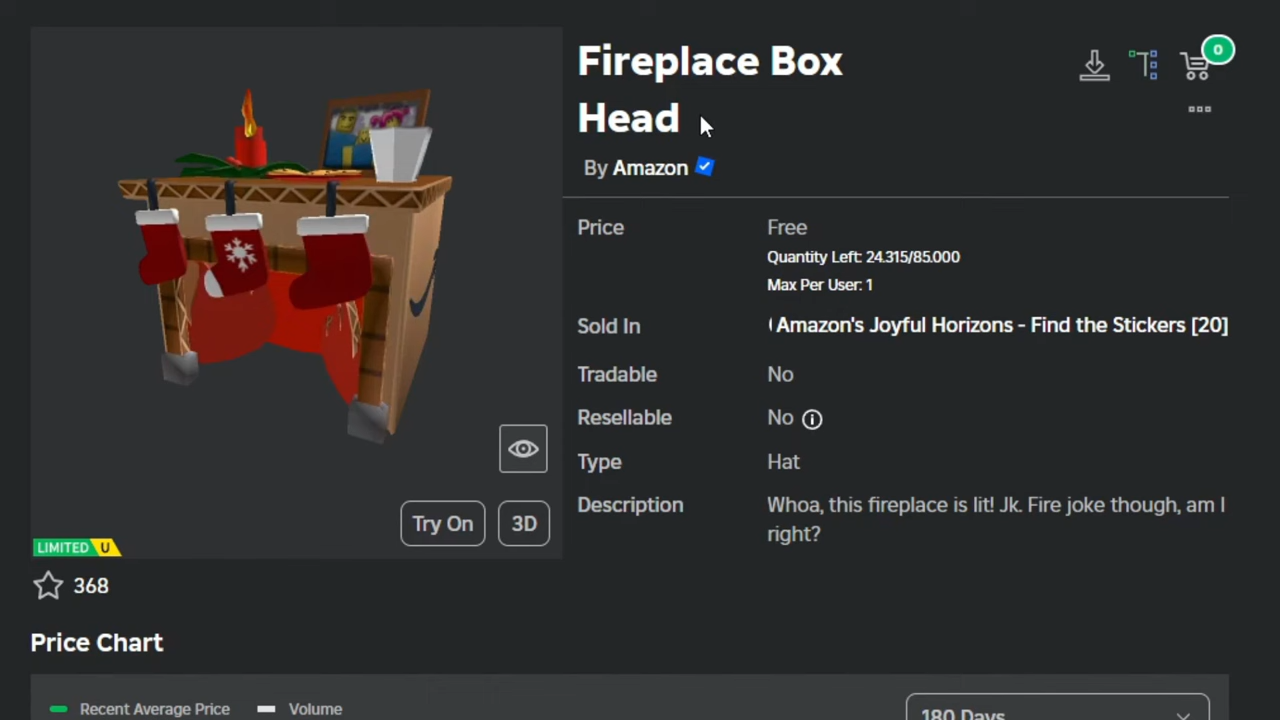 Fireplace Box
Head
0
By Amazon
Price
Free
Quantity Left: 24.315/85.000
Max Per User: 1
Sold In
Amazon's Joyful Horizons - Find the Stickers [20]
Tradable
No
Resellable
No
Type
Hat
Description
Whoa, this fireplace is lit! Jk. Fire joke though, am I
right?
Try On
3D
LIMITED U
368
Price Chart
Recent Average Price
Volume
180 Days